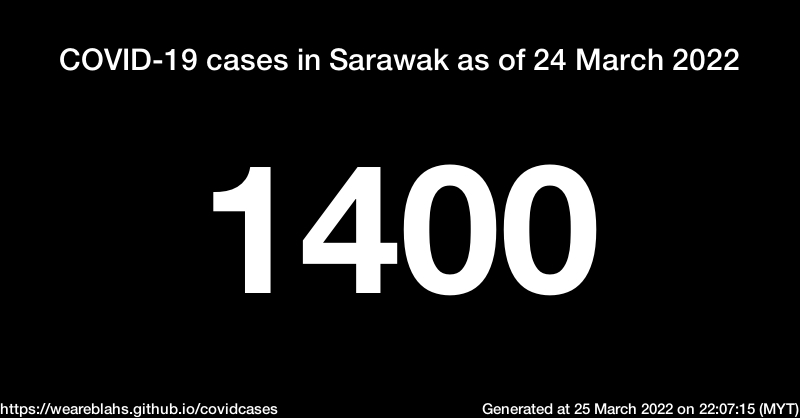 COVID-19 cases in Sarawak as of 24 March 2022
1400
https://weareblahs.github.io/covidcases
Generated at 25 March 2022 on 22:07:15 (MYT)